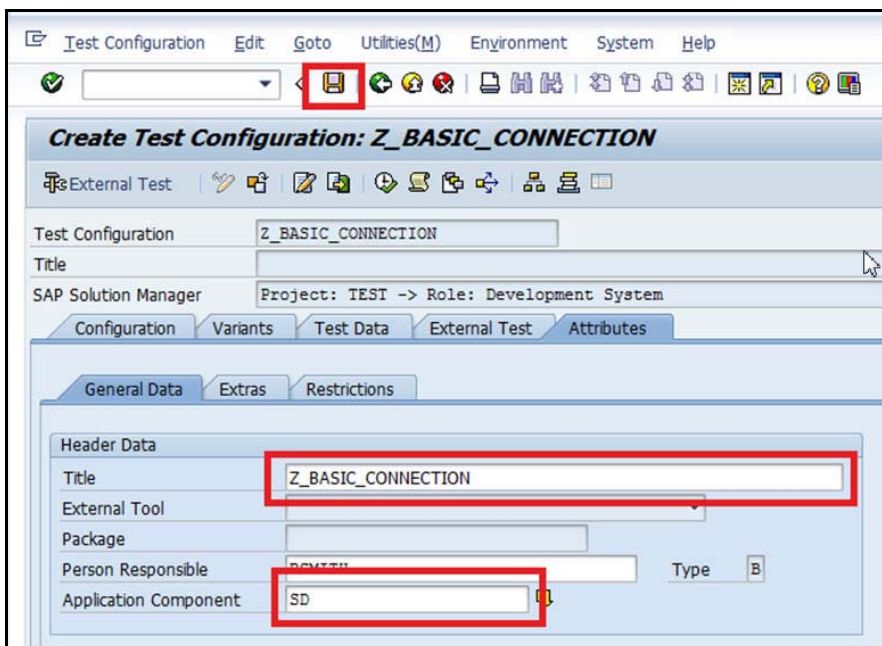 Test Configuration Edit Goto Utilities(M) Environment System Help
Create Test Configuration: Z_BASIC_CONNECTION
External Test
Test Configuration Z_BASIC_CONNECTION
Title
SAP Solution Manager Project: TEST -> Role: Development System
Configuration Variants Test Data External Test Attributes
General Data Extras Restrictions
Header Data
Title Z_BASIC_CONNECTION
External Tool
Package
Person Responsible Type B
Application Component SD